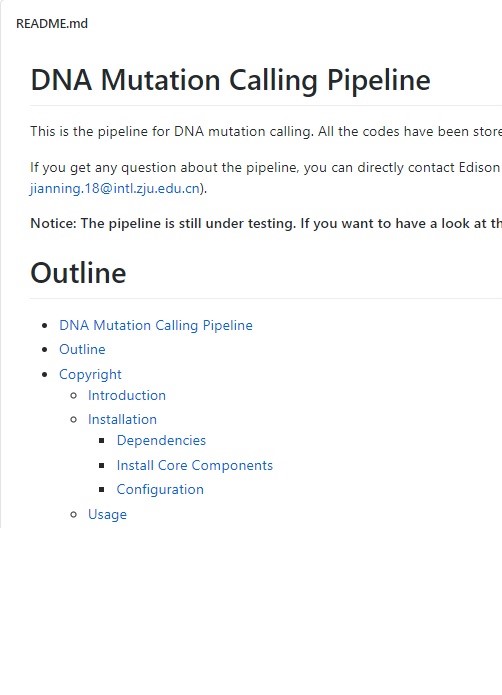 README.md
DNA Mutation Calling Pipeline
This is the pipeline for DNA mutation calling. All the codes have been store
If you get any question about the pipeline, you can directly contact Edison
jianning.18@intl.zju.edu.cn).
Notice: The pipeline is still under testing. If you want to have a look at th
Outline
DNA Mutation Calling Pipeline
Outline
Copyright
Introduction
Installation
Dependencies
Install Core Components
Configuration
Usage